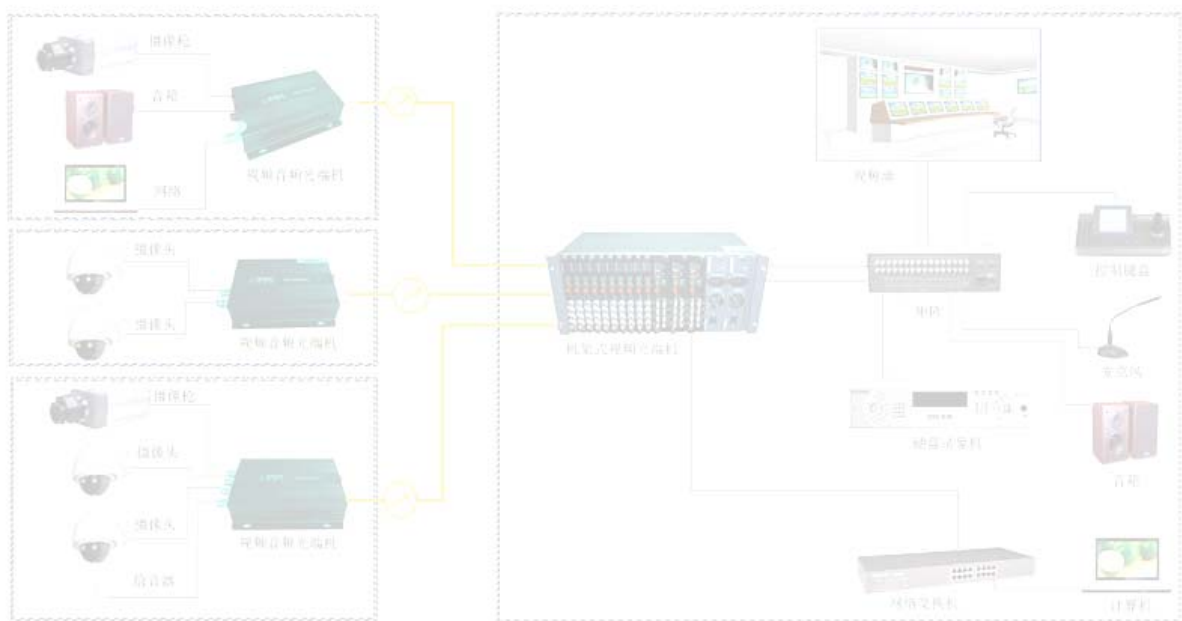 摄像枪
音箱
网络
视频音频光端机
摄像头
摄像头
视频音频光端机
摄像枪
摄像头
摄像头
拾音器
视频音频光端机
机架式视频光端机
视频墙
控制键盘
矩阵
麦克风
硬盘录像机
音箱
网络交换机
计算机